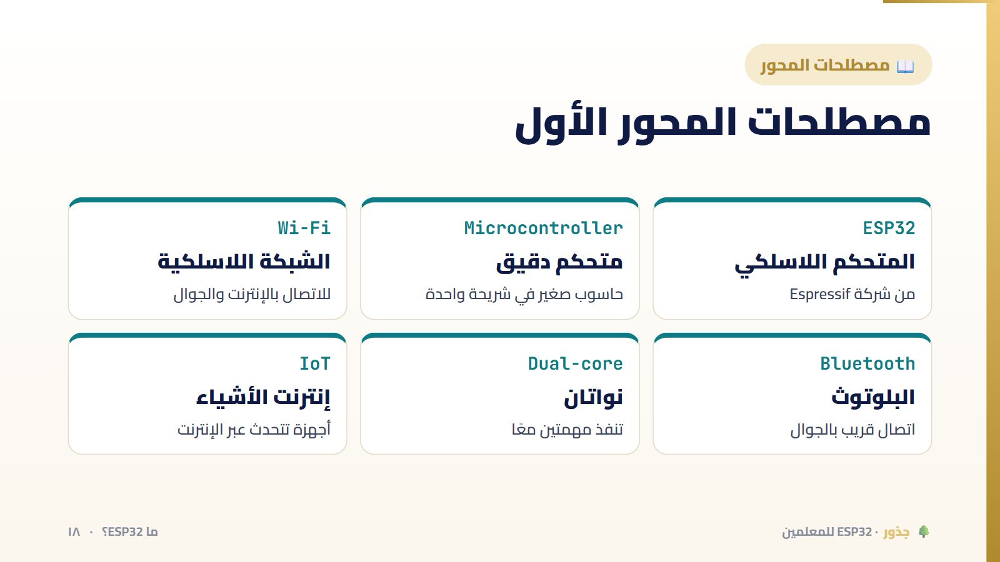 📖 مصطلحات المحور
مصطلحات المحور الأول
ESP32
المتحكم اللاسلكي
من شركة Espressif
Microcontroller
متحكم دقيق
حاسوب صغير في شريحة واحدة
Wi-Fi
الشبكة اللاسلكية
للاتصال بالإنترنت والجوال
Bluetooth
البلوتوث
اتصال قريب بالجوال
Dual-core
نواتان
تنفذ مهمتين معًا
IoT
إنترنت الأشياء
أجهزة تتحدث عبر الإنترنت
🌳 جذور · ESP32 للمعلمين
ما ESP32؟ · ١٨